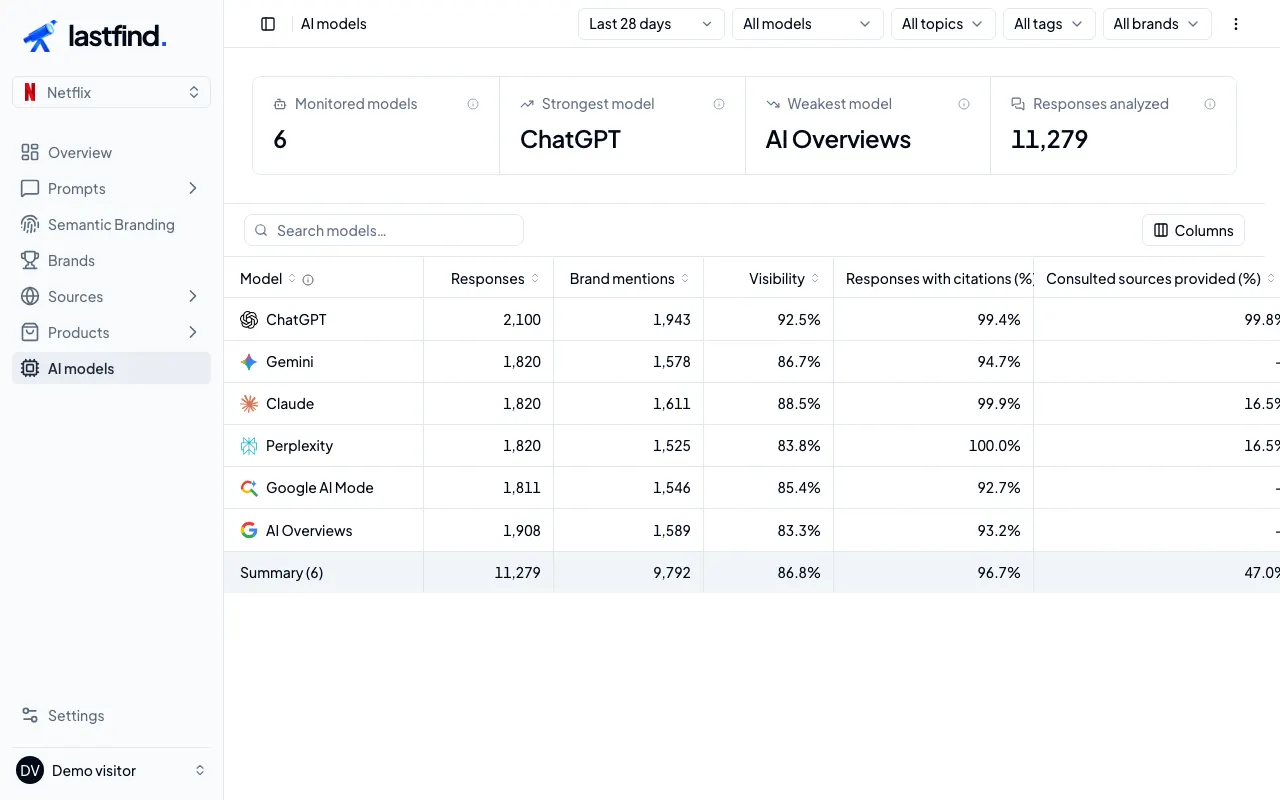 lastfind.
AI models
Last 28 days
All models
All topics
All tags
All brands
Netflix
Overview
Prompts
Semantic Branding
Brands
Sources
Products
AI models
Settings
DV Demo visitor
Monitored models
6
Strongest model
ChatGPT
Weakest model
AI Overviews
Responses analyzed
11,279
Search models...
Columns
Model Responses Brand mentions Visibility Responses with citations (%) Consulted sources provided (%)
ChatGPT 2,100 1,943 92.5% 99.4% 99.8%
Gemini 1,820 1,578 86.7% 94.7% -
Claude 1,820 1,611 88.5% 99.9% 16.5%
Perplexity 1,820 1,525 83.8% 100.0% 16.5%
Google AI Mode 1,811 1,546 85.4% 92.7% -
AI Overviews 1,908 1,589 83.3% 93.2% -
Summary (6) 11,279 9,792 86.8% 96.7% 47.0%